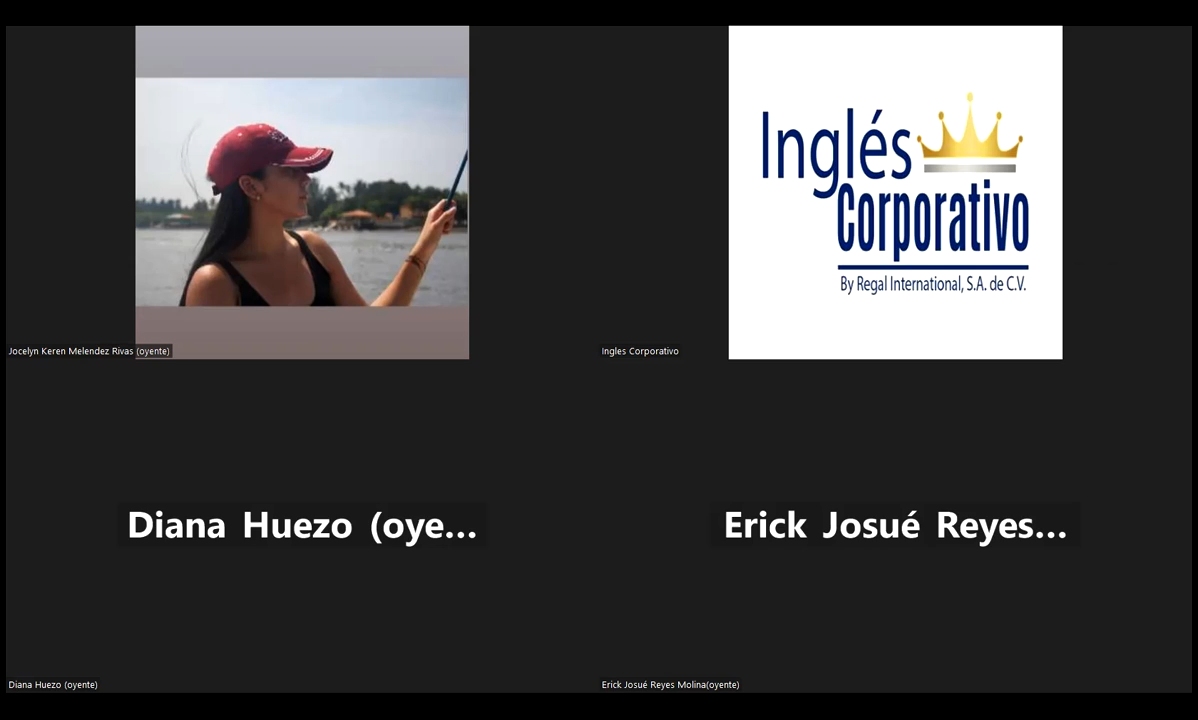 Inglés
Corporativo
By Regal International, S.A. de C.V.
Jocelyn Keren Melendez Rivas (oyente)
Ingles Corporativo
Diana Huezo (oye...
Erick Josué Reyes...
Diana Huezo (oyente)
Erick Josué Reyes Molina(oyente)